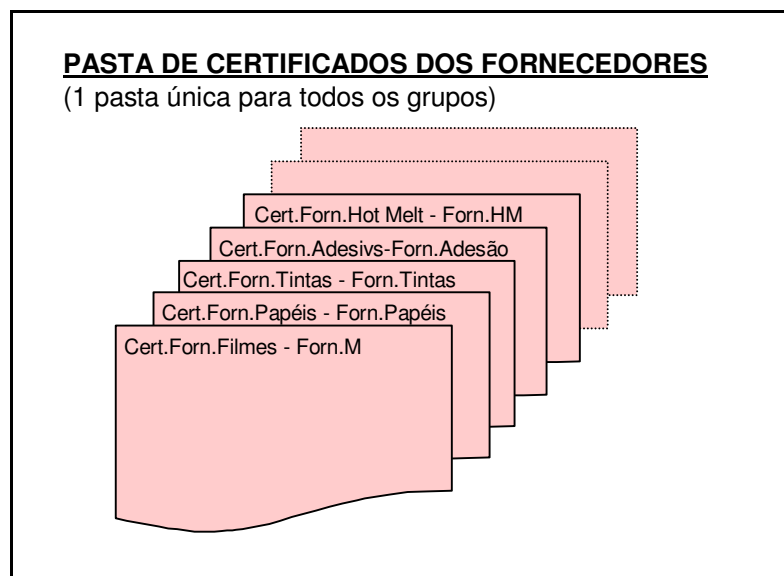 PASTA DE CERTIFICADOS DOS FORNECEDORES
(1 pasta única para todos os grupos)
Cert.Forn.Hot Melt - Forn.HM
Cert.Forn.Adesivs-Forn.Adesão
Cert.Forn.Tintas - Forn.Tintas
Cert.Forn.Papéis - Forn.Papéis
Cert.Forn.Filmes - Forn.M